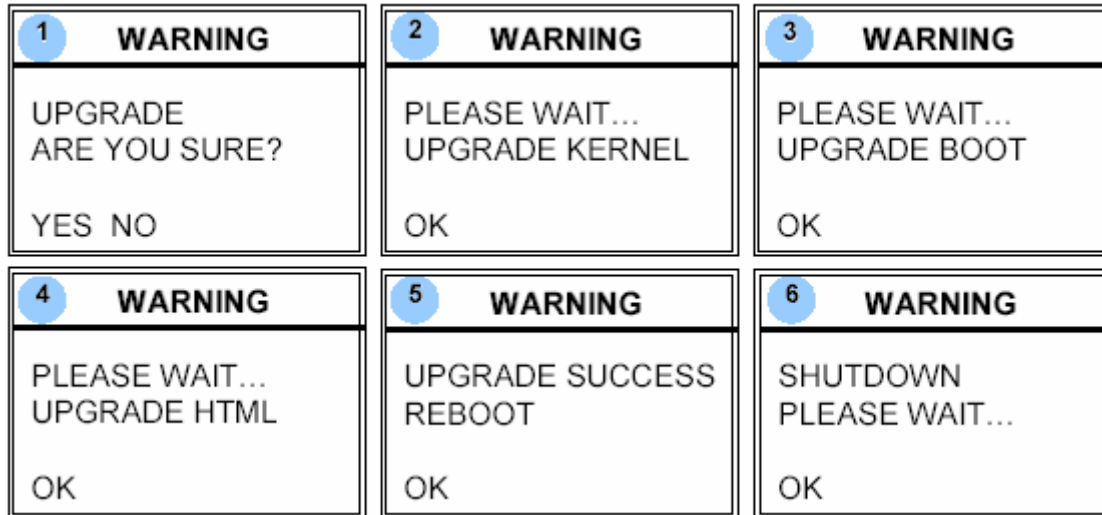 1 WARNING
UPGRADE
ARE YOU SURE?
YES NO
2 WARNING
PLEASE WAIT...
UPGRADE KERNEL
OK
3 WARNING
PLEASE WAIT...
UPGRADE BOOT
OK
4 WARNING
PLEASE WAIT...
UPGRADE HTML
OK
5 WARNING
UPGRADE SUCCESS
REBOOT
OK
6 WARNING
SHUTDOWN
PLEASE WAIT...
OK